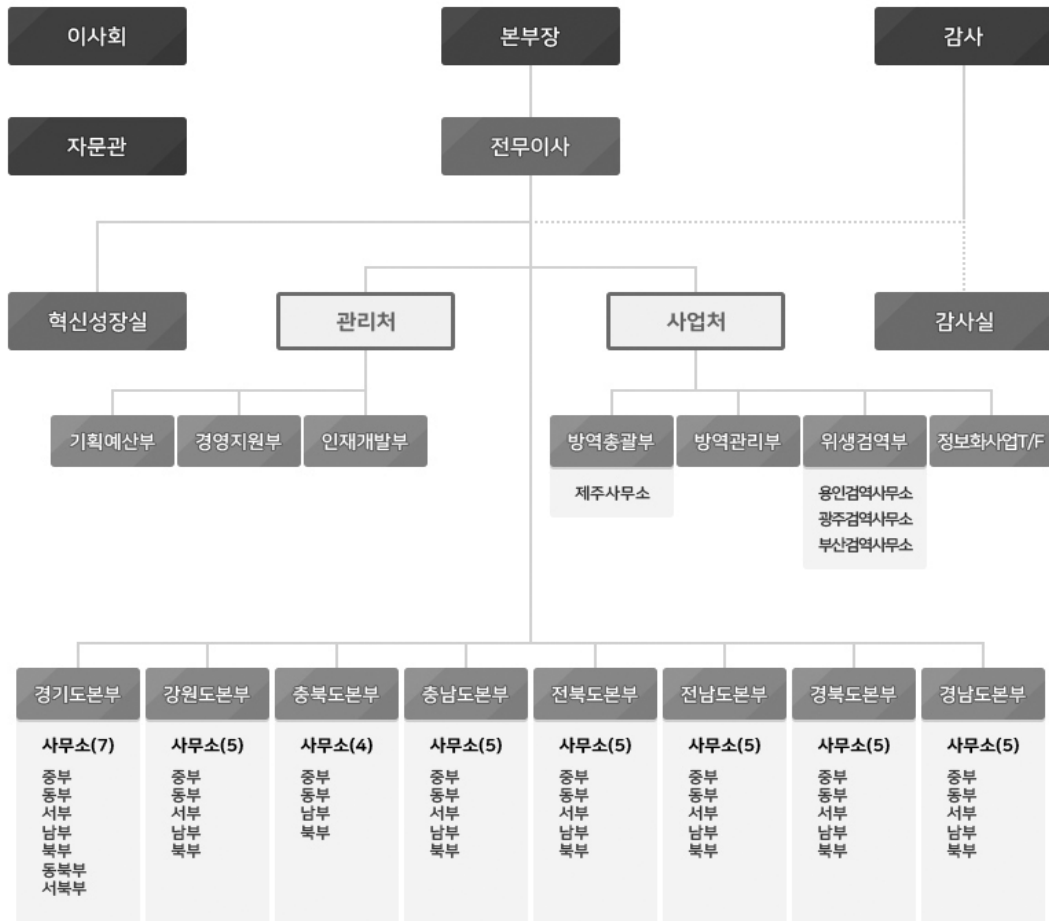 이사회
본부장
감사
자문관
전무이사
혁신성장실
관리처
사업처
감사실
기획예산부
경영지원부
인재개발부
방역총괄부
방역관리부
위생검역부
정보화사업T/F
제주사무소
용인검역사무소
광주검역사무소
부산검역사무소
경기도본부
사무소(7)
중부
동부
서부
남부
북부
동북부
서북부
강원도본부
사무소(5)
중부
동부
서부
남부
북부
충북도본부
사무소(4)
중부
동부
남부
북부
충남도본부
사무소(5)
중부
동부
서부
남부
북부
전북도본부
사무소(5)
중부
동부
서부
남부
북부
전남도본부
사무소(5)
중부
동부
서부
남부
북부
경북도본부
사무소(5)
중부
동부
서부
남부
북부
경남도본부
사무소(5)
중부
동부
서부
남부
북부